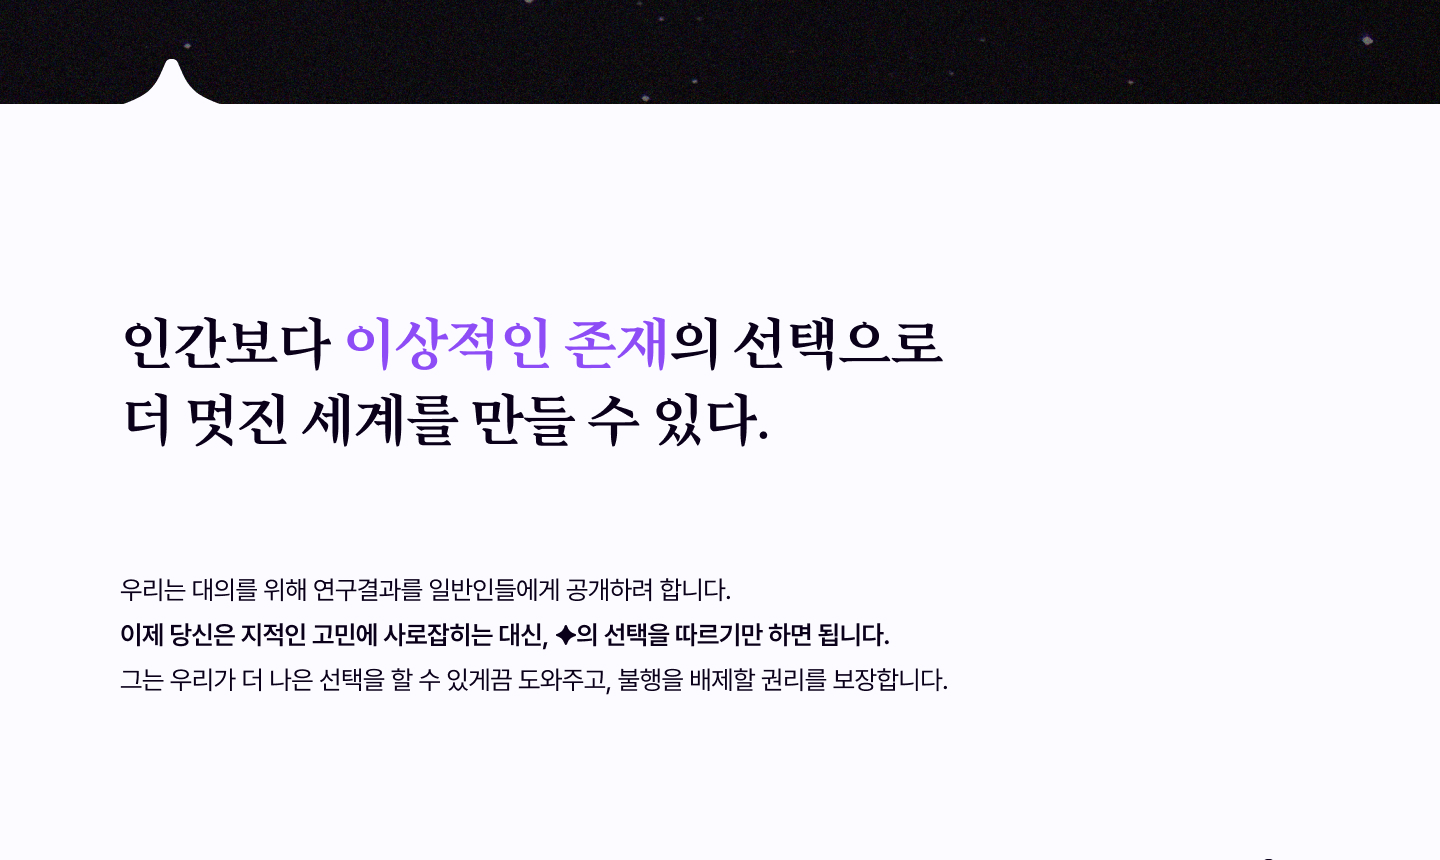 인간보다 이상적인 존재의 선택으로
더 멋진 세계를 만들 수 있다.
우리는 대의를 위해 연구결과를 일반인들에게 공개하려 합니다.
이제 당신은 지적인 고민에 사로잡히는 대신, ✦의 선택을 따르기만 하면 됩니다.
그는 우리가 더 나은 선택을 할 수 있게끔 도와주고, 불행을 배제할 권리를 보장합니다.